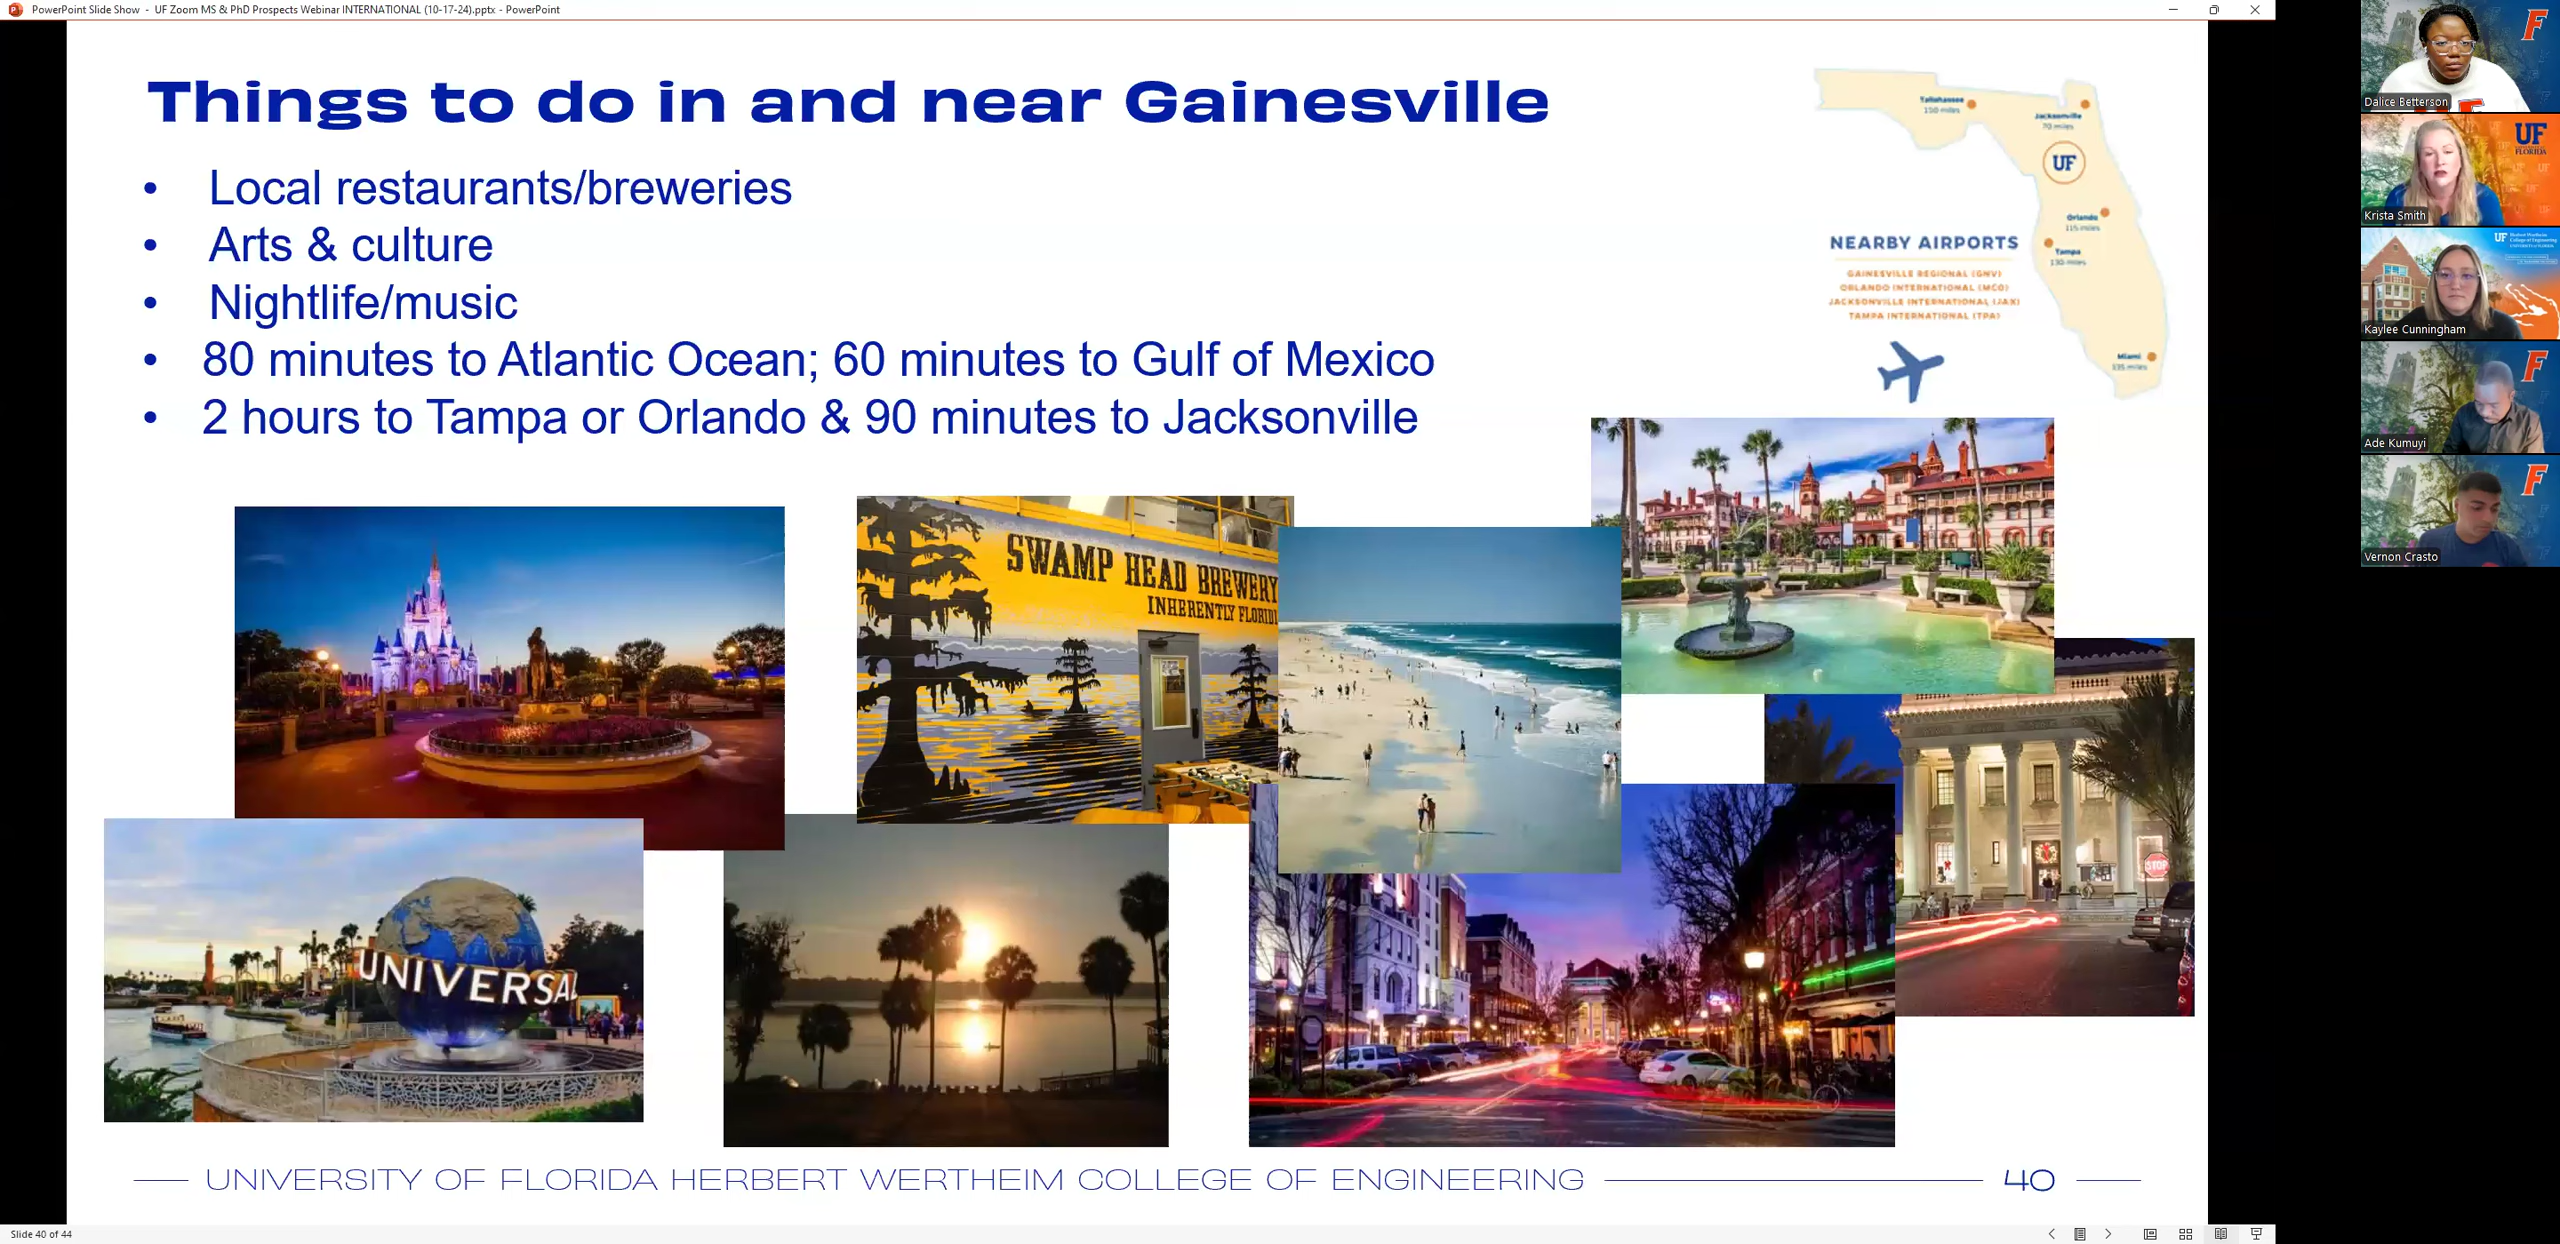 PowerPoint Slide Show - UF Zoom MS & PhD Prospects Webinar INTERNATIONAL (10-17-24).pptx - PowerPoint
Things to do in and near Gainesville
• Local restaurants/breweries
• Arts & culture
• Nightlife/music
• 80 minutes to Atlantic Ocean; 60 minutes to Gulf of Mexico
• 2 hours to Tampa or Orlando & 90 minutes to Jacksonville
Tallahassee
150 miles
Jacksonville
70 miles
UF
Orlando
115 miles
Tampa
130 miles
Miami
335 miles
NEARBY AIRPORTS
GAINESVILLE REGIONAL (GNV)
ORLANDO INTERNATIONAL (MCO)
JACKSONVILLE INTERNATIONAL (JAX)
TAMPA INTERNATIONAL (TPA)
SWAMP HEAD BREWERY
INHERENTLY FLORID
STOP
UNIVERSAL
UNIVERSITY OF FLORIDA HERBERT WERTHEIM COLLEGE OF ENGINEERING
40
Slide 40 of 44
F
Dalice Betterson
UF
FLORIDA
Krista Smith
UF
Kaylee Cunningham
F
Ade Kumuyi
F
Vernon Crasto